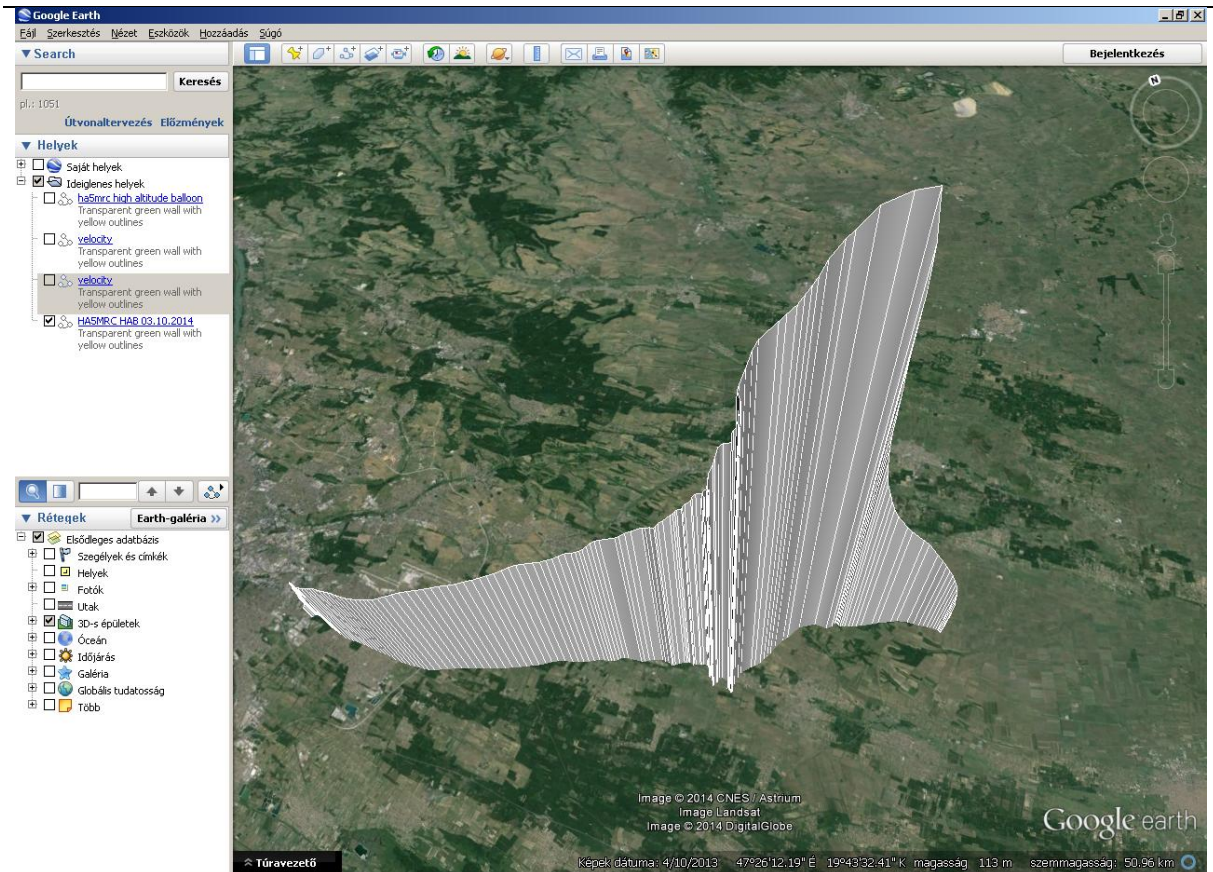 Google Earth
Fájl Szerkesztés Nézet Eszközök Hozzáadás Súgó
Search
Bejelentkezés
Keresés
pl.: 1051
Útvonaltervezés Előzmények
Helyek
Saját helyek
Ideiglenes helyek
ha5mrc high altitude balloon
Transparent green wall with
yellow outlines
velocity
Transparent green wall with
yellow outlines
velocity
Transparent green wall with
yellow outlines
HA5MRC HAB 03.10.2014
Transparent green wall with
yellow outlines
Rétegek Earth-galéria >>
Elsődleges adatbázis
Szegélyek és címkék
Helyek
Fotók
Utak
3D-s épületek
Óceán
Időjárás
Galéria
Globális tudatosság
Több
N
Image © 2014 CNES / Astrium
Image Landsat
Image © 2014 DigitalGlobe
Google earth
Túravezető
Képek dátuma: 4/10/2013 47°26'12.19" É 19°43'32.41" K magasság 113 m szemmagasság: 50.96 km